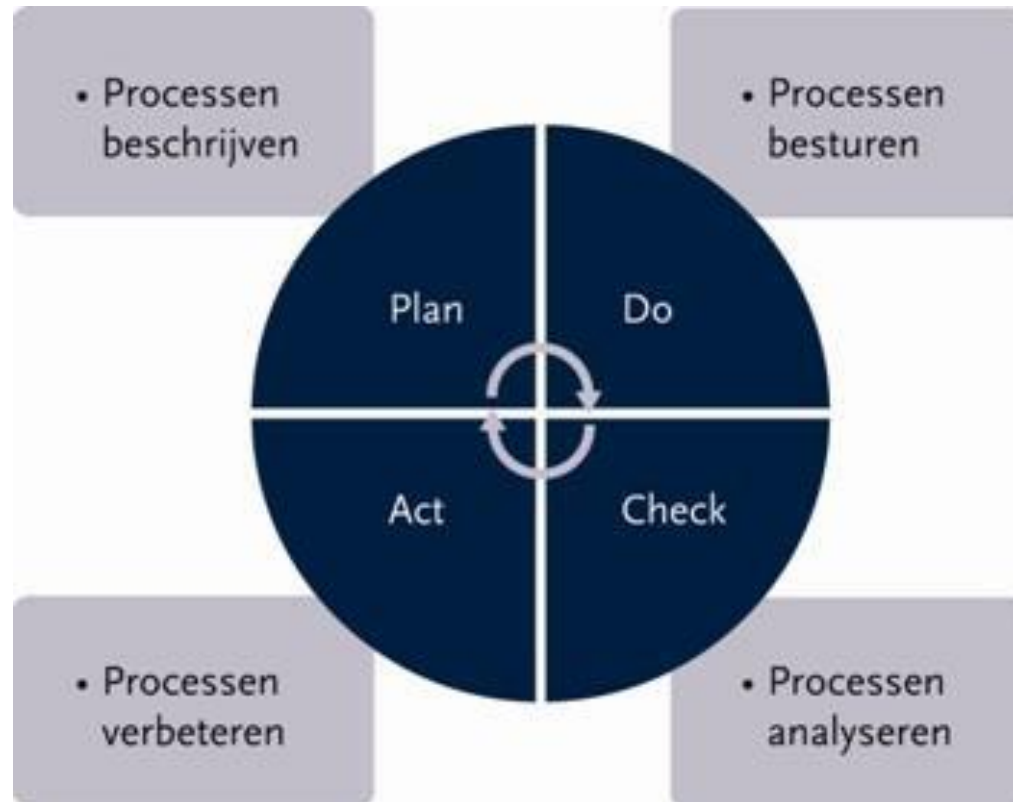 • Processen
beschrijven
• Processen
besturen
Plan
Do
Act
Check
• Processen
verbeteren
• Processen
analyseren